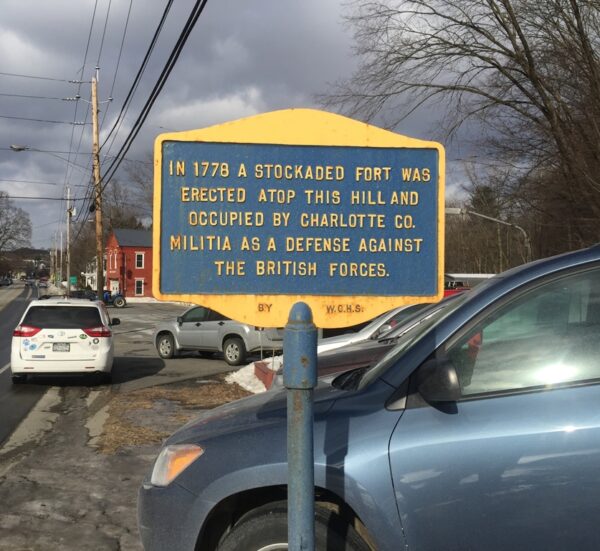 IN 1778 A STOCKADED FORT WAS
ERECTED ATOP THIS HILL AND
OCCUPIED BY CHARLOTTE CO.
MILITIA AS A DEFENSE AGAINST
THE BRITISH FORCES.
BY W.C.H.S.